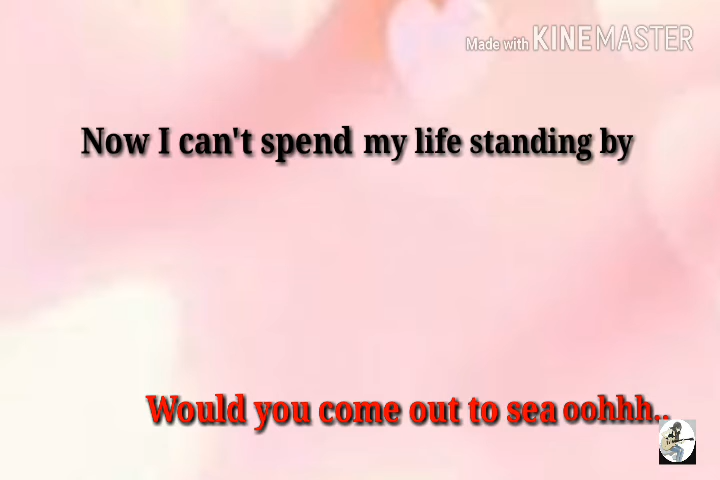 Made with KINEMASTER
Now I can't spend my life standing by
Would you come out to sea oohhh..